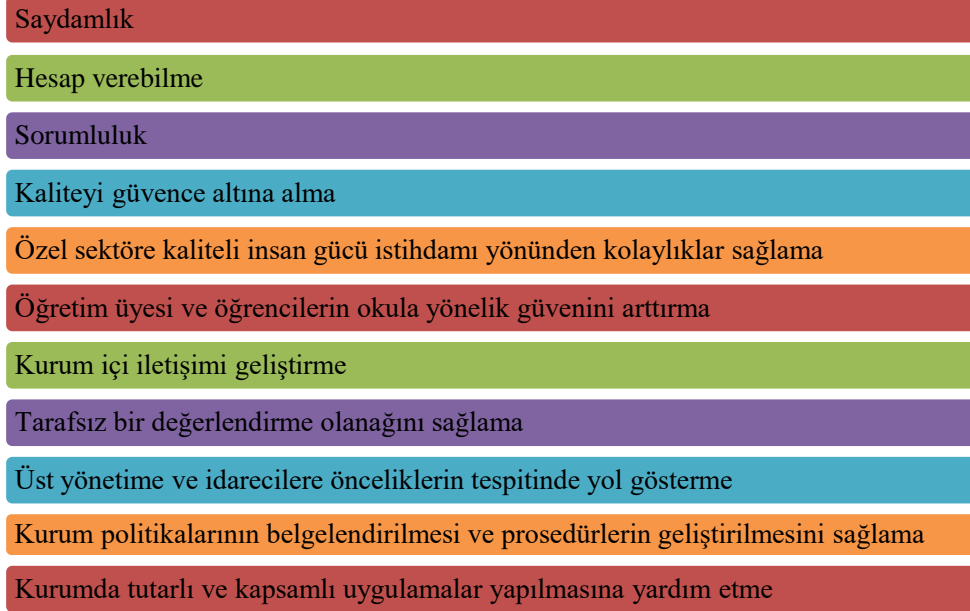 Saydamlık
Hesap verebilme
Sorumluluk
Kaliteyi güvence altına alma
Özel sektöre kaliteli insan gücü istihdamı yönünden kolaylıklar sağlama
Öğretim üyesi ve öğrencilerin okula yönelik güvenini arttırma
Kurum içi iletişimi geliştirme
Tarafsız bir değerlendirme olanağını sağlama
Üst yönetime ve idarecilere önceliklerin tespitinde yol gösterme
Kurum politikalarının belgelendirilmesi ve prosedürlerin geliştirilmesini sağlama
Kurumda tutarlı ve kapsamlı uygulamalar yapılmasına yardım etme